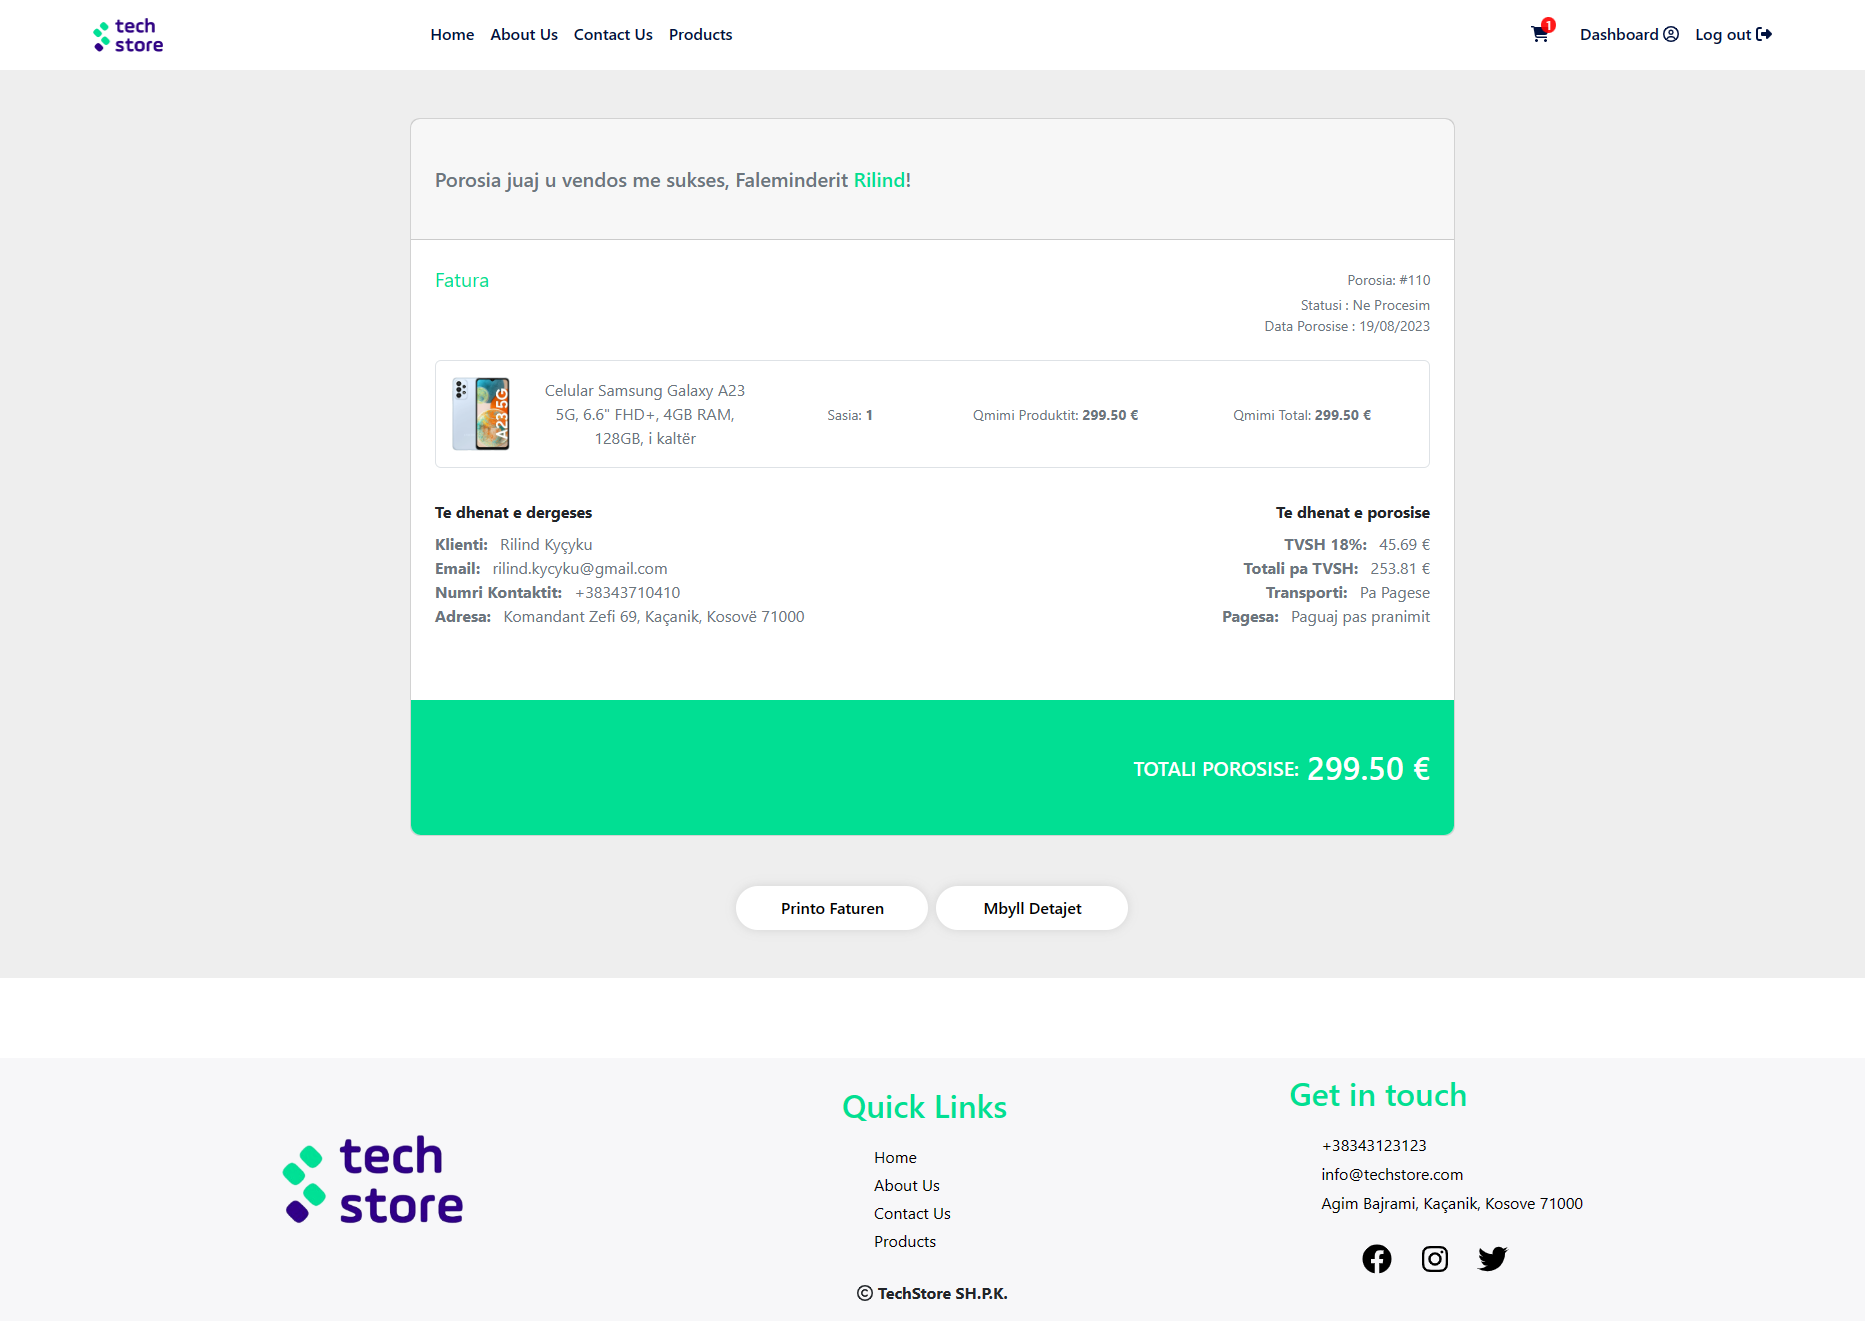 tech
store
Home About Us Contact Us Products
1
Dashboard Log out
Porosia juaj u vendos me sukses, Faleminderit Rilind!
Fatura
Porosia: #110
Statusi : Ne Procesim
Data Porosise : 19/08/2023
A23 5G
Celular Samsung Galaxy A23
5G, 6.6" FHD+, 4GB RAM,
128GB, i kaltër
Sasia: 1
Qmimi Produktit: 299.50 €
Qmimi Total: 299.50 €
Te dhenat e dergeses
Klienti: Rilind Kyçyku
Email: rilind.kycyku@gmail.com
Numri Kontaktit: +38343710410
Adresa: Komandant Zefi 69, Kaçanik, Kosovë 71000
Te dhenat e porosise
TVSH 18%: 45.69 €
Totali pa TVSH: 253.81 €
Transporti: Pa Pagese
Pagesa: Paguaj pas pranimit
TOTALI POROSISE: 299.50 €
Printo Faturen
Mbyll Detajet
tech
store
Quick Links
Home
About Us
Contact Us
Products
© TechStore SH.P.K.
Get in touch
+38343123123
info@techstore.com
Agim Bajrami, Kaçanik, Kosove 71000